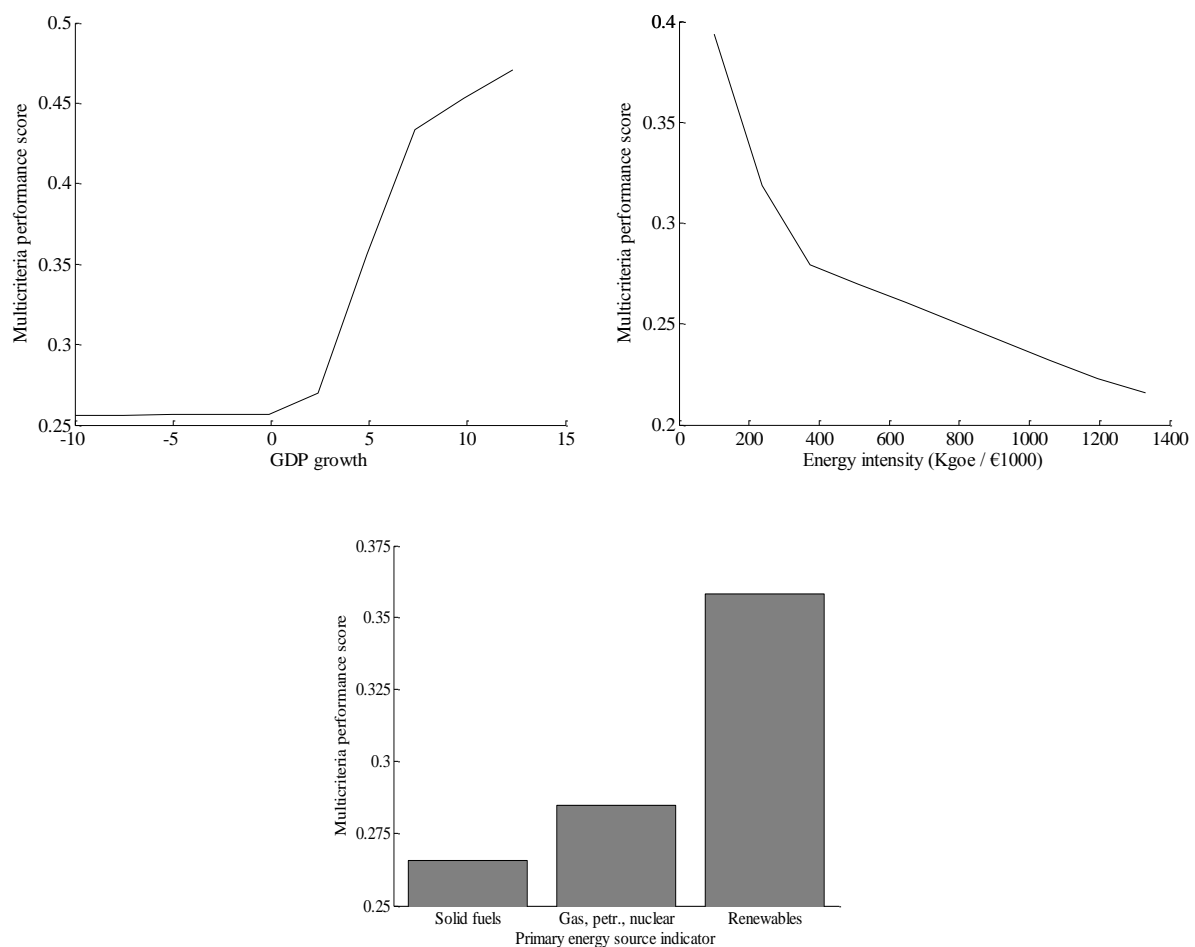 0.5
0.45
0.4
0.35
0.3
0.25
Multicriteria performance score
-10 -5 0 5 10 15
GDP growth
0.4
0.35
0.3
0.25
0.2
Multicriteria performance score
0 200 400 600 800 1000 1200 1400
Energy intensity (Kgoe / €1000)
0.375
0.35
0.325
0.3
0.275
0.25
Multicriteria performance score
Solid fuels Gas, petr., nuclear Renewables
Primary energy source indicator